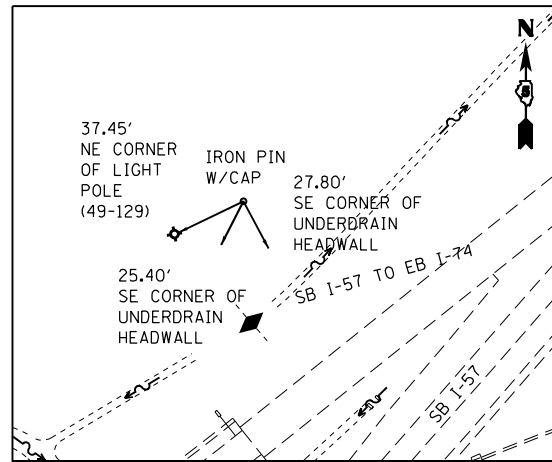 N
5
37.45'
NE CORNER
OF LIGHT
POLE
(49-129)
IRON PIN
W/CAP
27.80'
SE CORNER OF
UNDERDRAIN
HEADWALL
25.40'
SE CORNER OF
UNDERDRAIN
HEADWALL
SB I-57 TO EB I-74
SB I-57